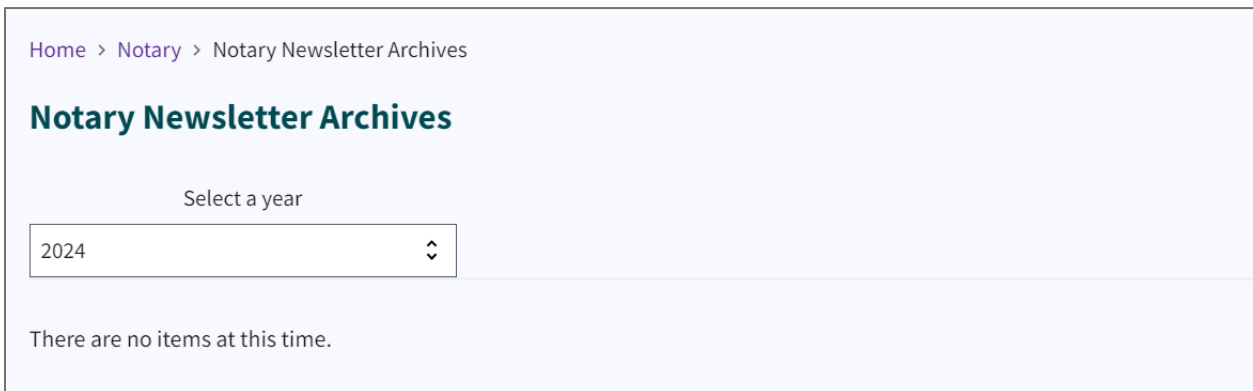 Home > Notary > Notary Newsletter Archives
Notary Newsletter Archives
Select a year
2024
There are no items at this time.